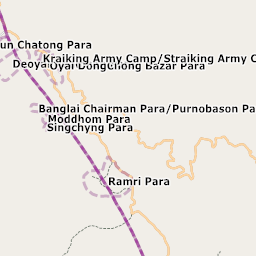 un Chatong Para
Kraiking Army Camp/Straiking Army C
Deoya
Oyai Longchong Bazar Para
Banglai Chairman Para/Purnobason Pa
Moddhom Para
Singchyng Para
Ramri Para